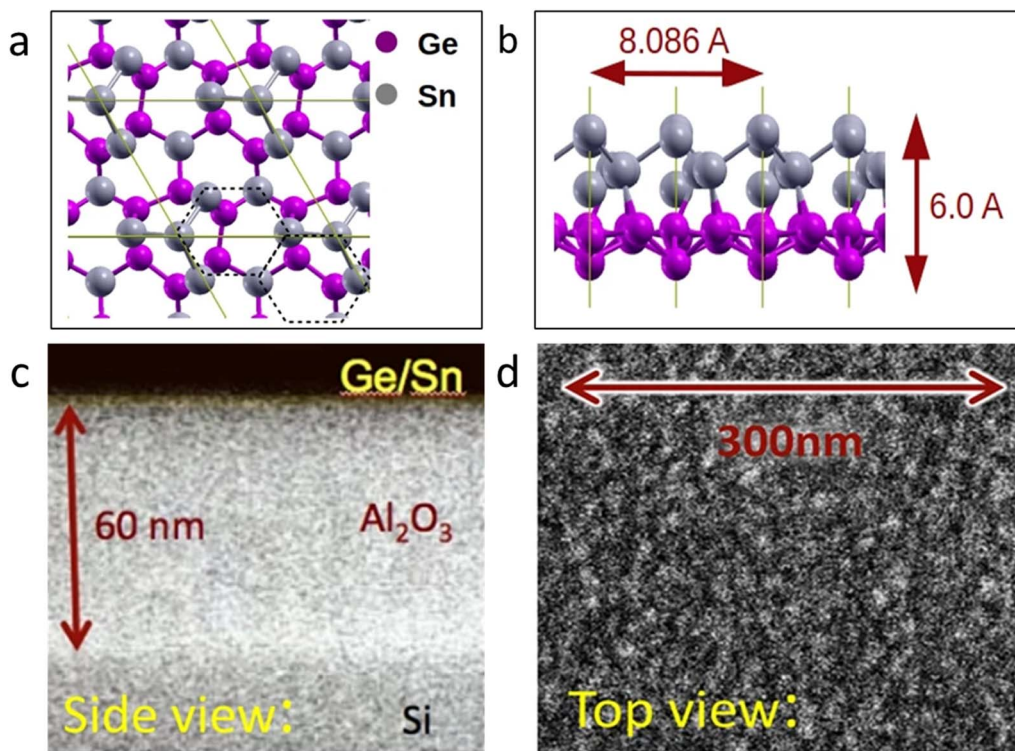 a
Ge
Sn
b
8.086 A
6.0 A
c
Ge/Sn
60 nm
Al₂O₃
Side view:
Si
d
300nm
Top view: